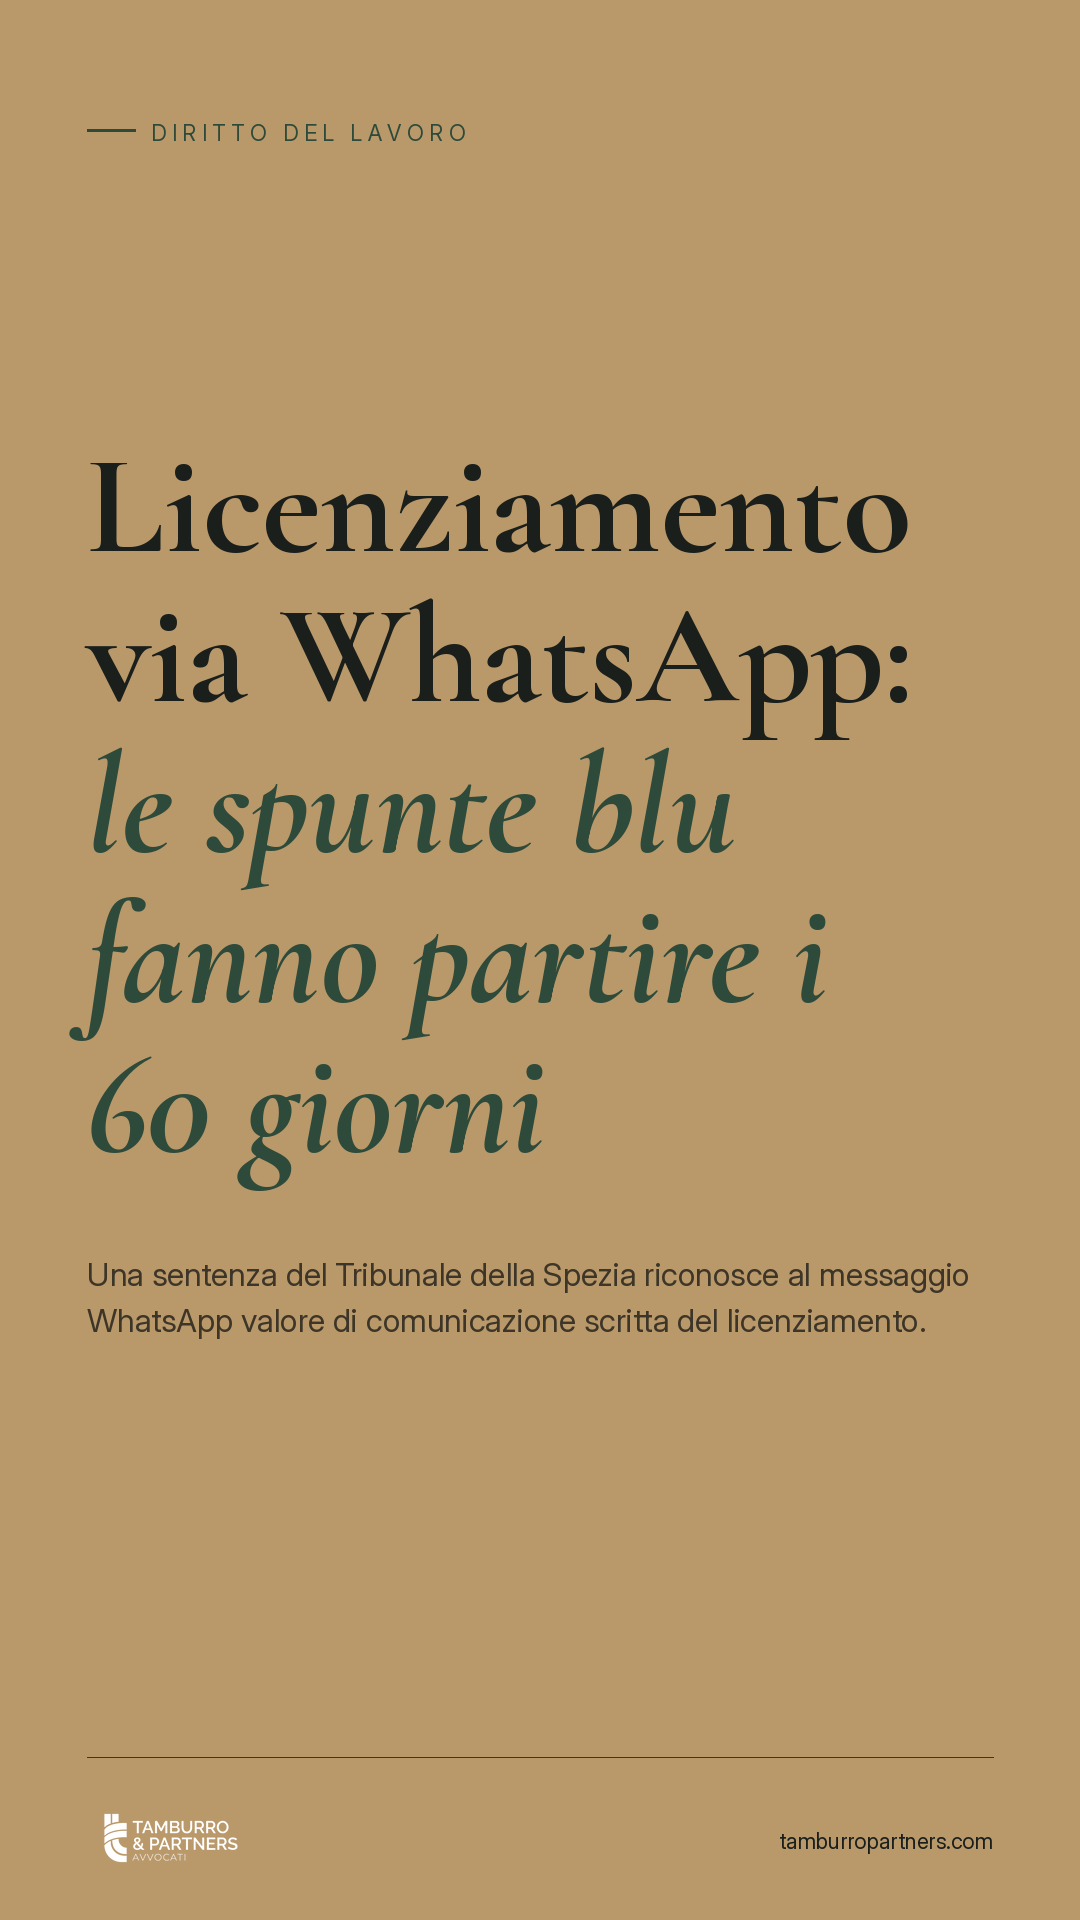 DIRITTO DEL LAVORO
Licenziamento
via WhatsApp:
le spunte blu
fanno partire i
60 giorni
Una sentenza del Tribunale della Spezia riconosce al messaggio
WhatsApp valore di comunicazione scritta del licenziamento.
TAMBURRO
& PARTNERS
AVVOCATI
tamburropartners.com